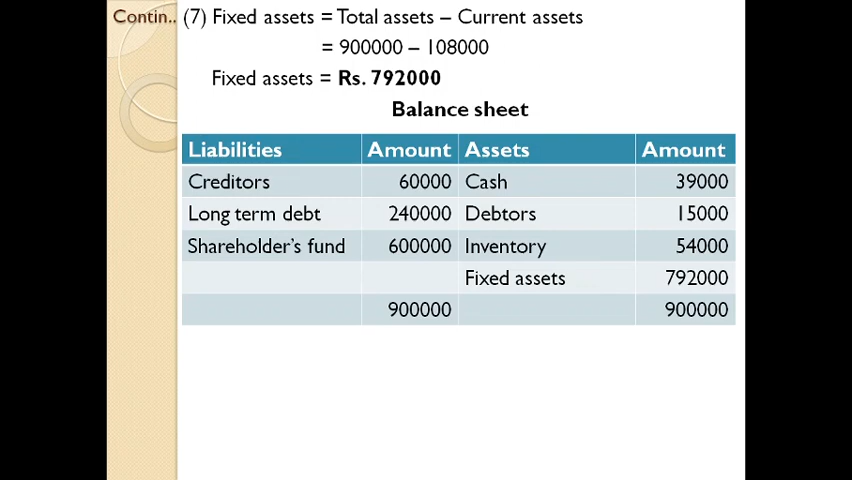 Contin..
(7) Fixed assets = Total assets – Current assets
= 900000 – 108000
Fixed assets = Rs. 792000
Balance sheet
Liabilities Amount Assets Amount
Creditors 60000 Cash 39000
Long term debt 240000 Debtors 15000
Shareholder's fund 600000 Inventory 54000
Fixed assets 792000
900000 900000